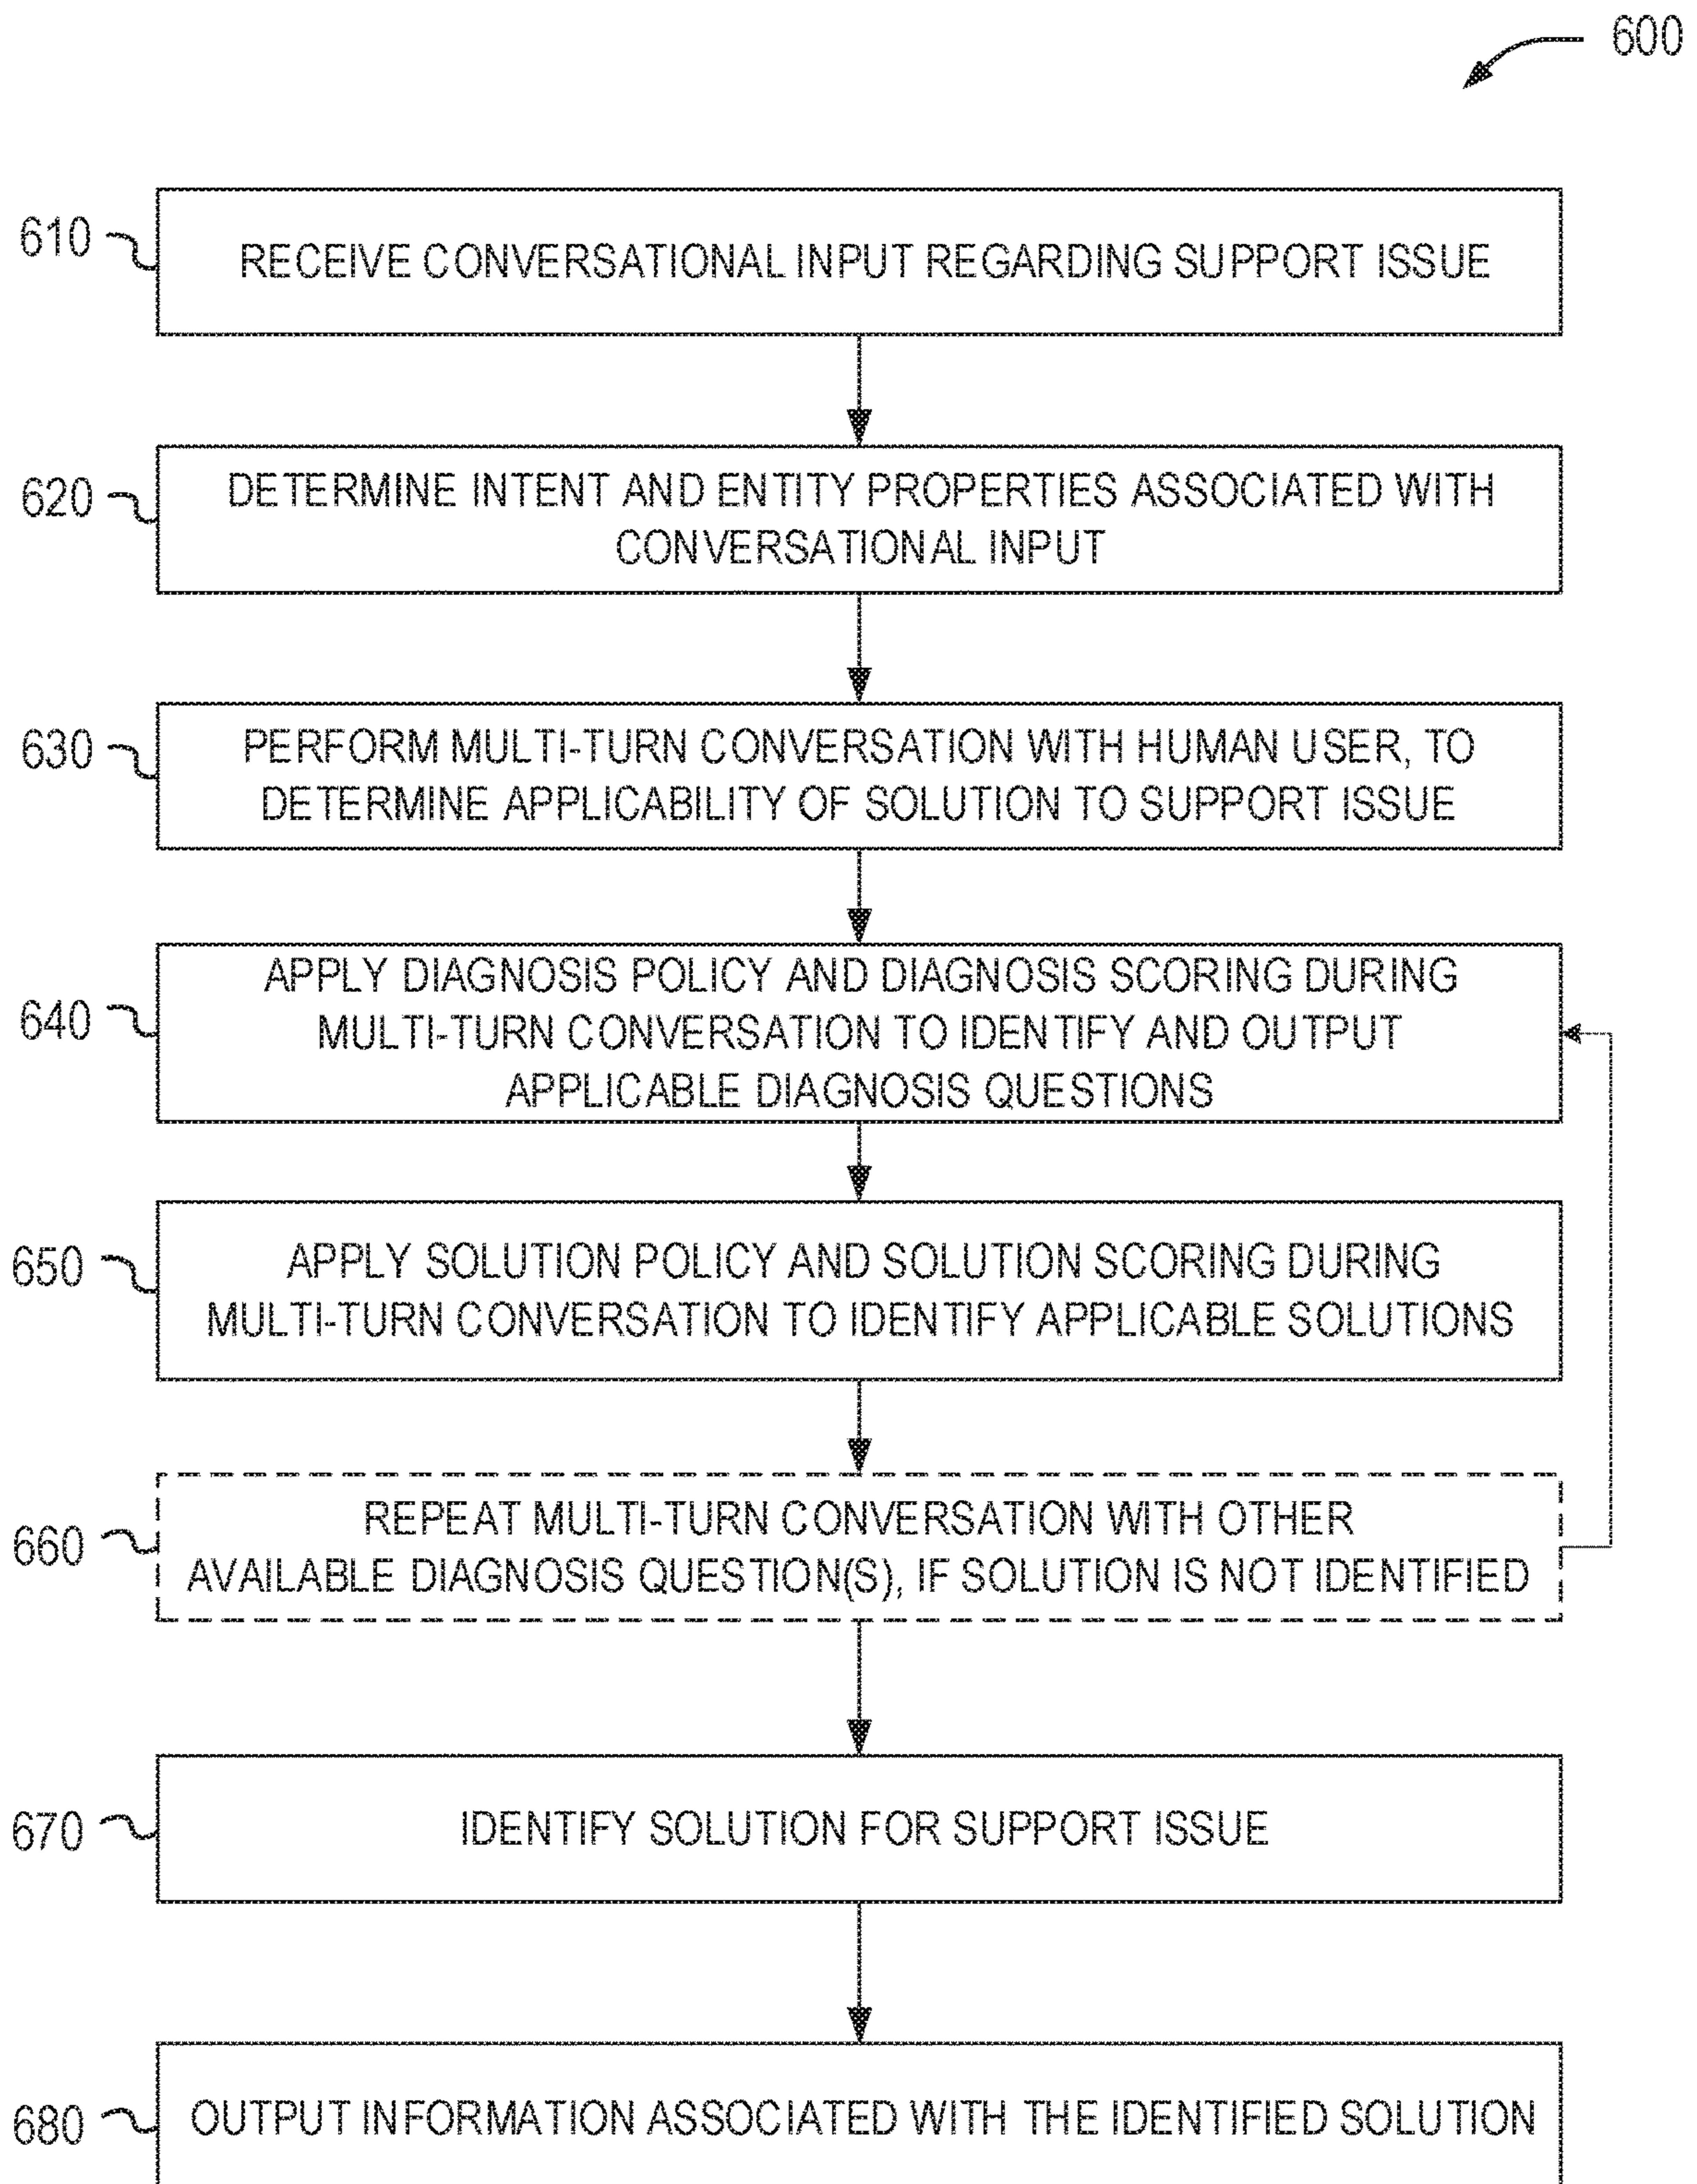 600
610
RECEIVE CONVERSATIONAL INPUT REGARDING SUPPORT ISSUE
620
DETERMINE INTENT AND ENTITY PROPERTIES ASSOCIATED WITH
CONVERSATIONAL INPUT
630
PERFORM MULTI-TURN CONVERSATION WITH HUMAN USER, TO
DETERMINE APPLICABILITY OF SOLUTION TO SUPPORT ISSUE
640
APPLY DIAGNOSIS POLICY AND DIAGNOSIS SCORING DURING
MULTI-TURN CONVERSATION TO IDENTIFY AND OUTPUT
APPLICABLE DIAGNOSIS QUESTIONS
650
APPLY SOLUTION POLICY AND SOLUTION SCORING DURING
MULTI-TURN CONVERSATION TO IDENTIFY APPLICABLE SOLUTIONS
660
REPEAT MULTI-TURN CONVERSATION WITH OTHER
AVAILABLE DIAGNOSIS QUESTION(S), IF SOLUTION IS NOT IDENTIFIED
670
IDENTIFY SOLUTION FOR SUPPORT ISSUE
680
OUTPUT INFORMATION ASSOCIATED WITH THE IDENTIFIED SOLUTION